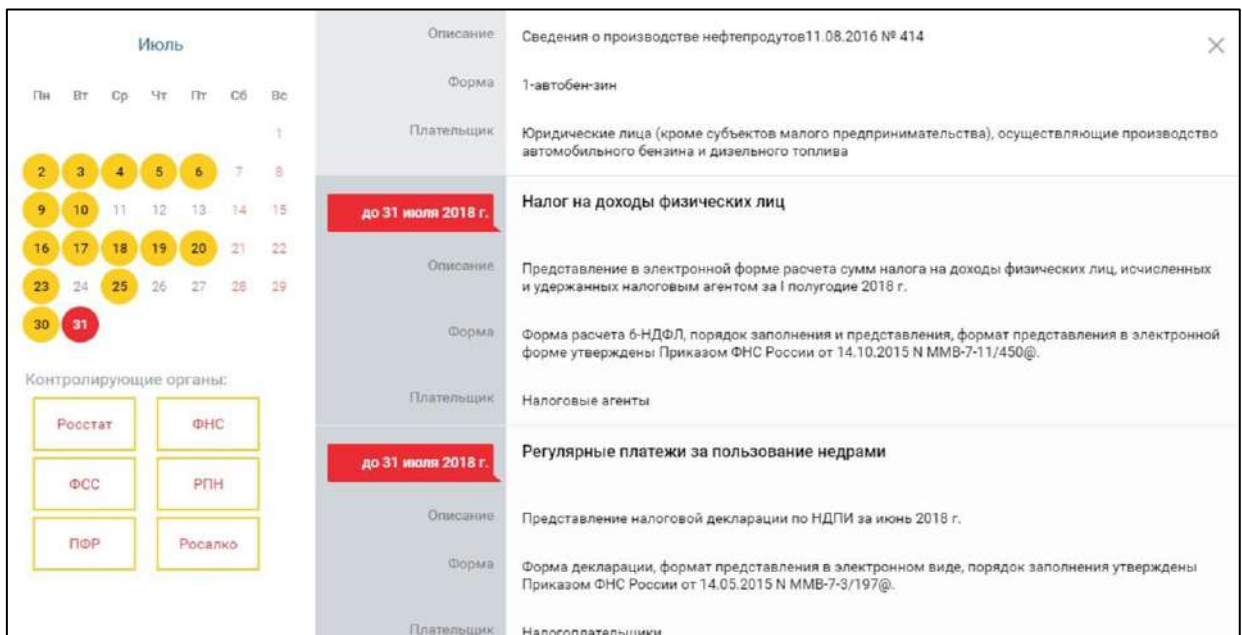 Июль
Пн Вт Ср Чт Пт Сб Вс
1
2 3 4 5 6 7 8
9 10 11 12 13 14 15
16 17 18 19 20 21 22
23 24 25 26 27 28 29
30 31
Контролирующие органы:
Росстат ФНС
ФСС РПН
ПФР Росалко
Описание Сведения о производстве нефтепродутов11.08.2016 № 414
Форма 1-автобен-зин
Плательщик Юридические лица (кроме субъектов малого предпринимательства), осуществляющие производство
автомобильного бензина и дизельного топлива
до 31 июля 2018 г. Налог на доходы физических лиц
Описание Представление в электронной форме расчета сумм налога на доходы физических лиц, исчисленных
и удержанных налоговым агентом за I полугодие 2018 г.
Форма Форма расчета 6-НДФЛ, порядок заполнения и представления, формат представления в электронной
форме утверждены Приказом ФНС России от 14.10.2015 N ММВ-7-11/450@.
Плательщик Налоговые агенты
до 31 июля 2018 г. Регулярные платежи за пользование недрами
Описание Представление налоговой декларации по НДПИ за июнь 2018 г.
Форма Форма декларации, формат представления в электронном виде, порядок заполнения утверждены
Приказом ФНС России от 14.05.2015 N ММВ-7-3/197@.
Плательщик Налогоплательщики